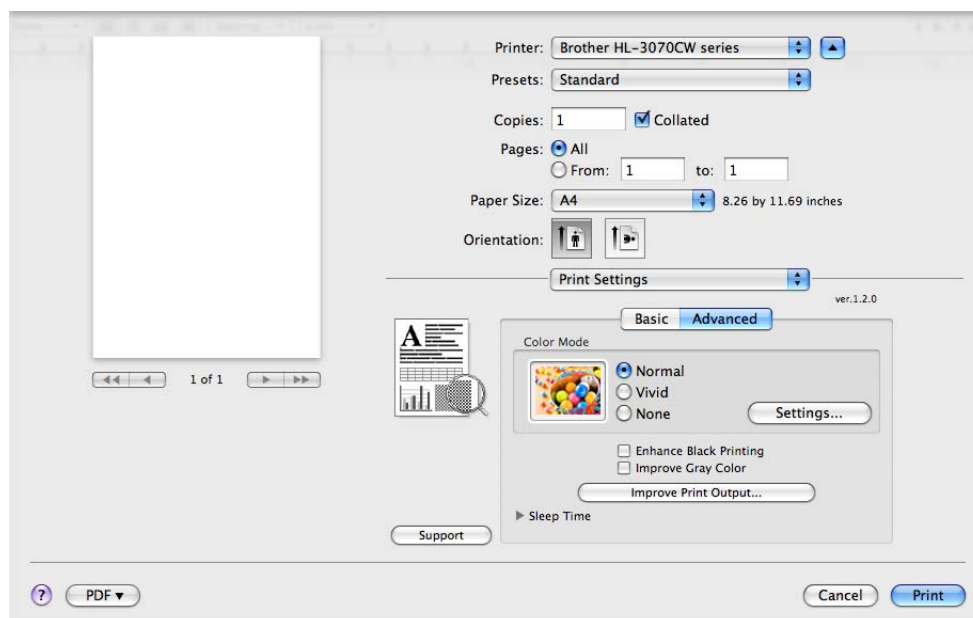 Printer: Brother HL-3070CW series
Presets: Standard
Copies: 1 Collated
Pages: All
From: 1 to: 1
Paper Size: A4 8.26 by 11.69 inches
Orientation:
Print Settings
ver.1.2.0
Basic Advanced
Color Mode
Normal
Vivid
None Settings...
Enhance Black Printing
Improve Gray Color
Improve Print Output...
Sleep Time
A
1 of 1
Support
? PDF▼ Cancel Print